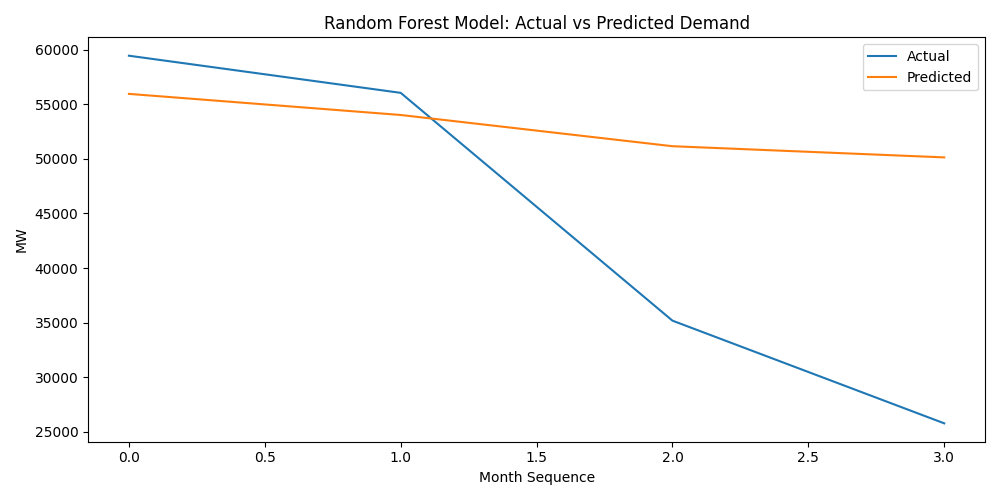 Random Forest Model: Actual vs Predicted Demand
Actual
Predicted
MW
60000
55000
50000
45000
40000
35000
30000
25000
0.0 0.5 1.0 1.5 2.0 2.5 3.0
Month Sequence